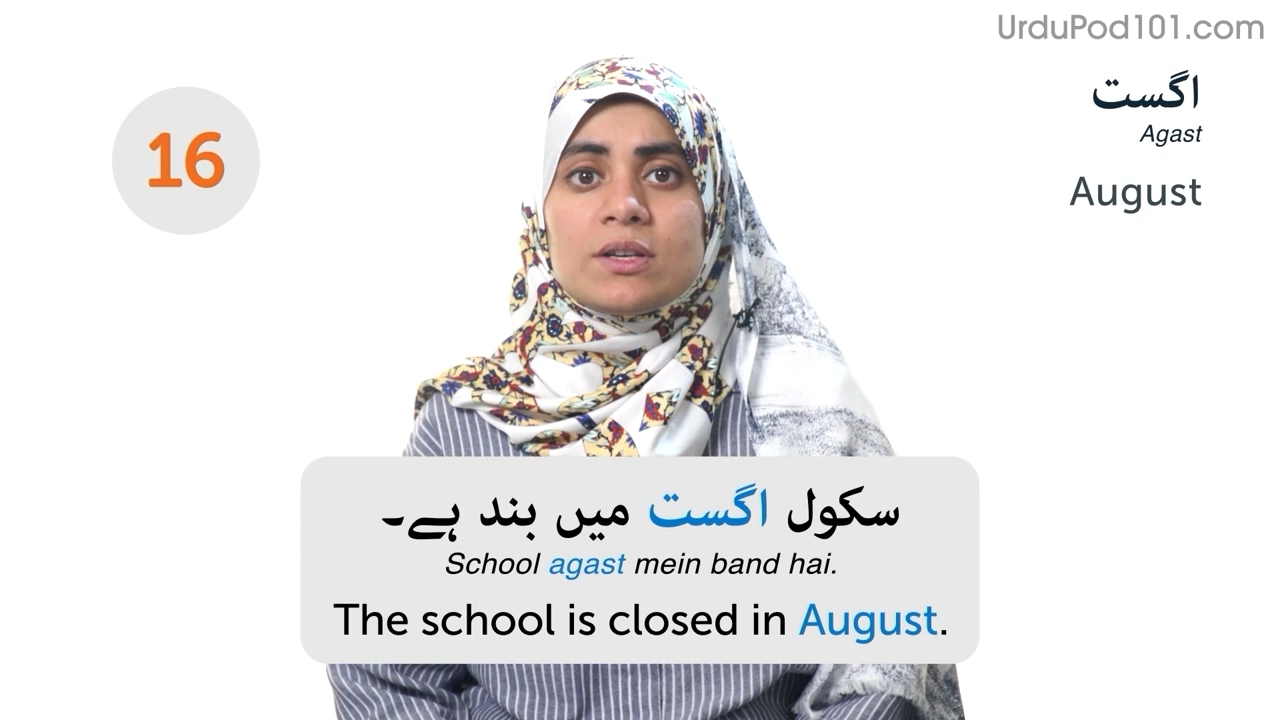 UrduPod101.com
16
اگست
Agast
August
سکول اگست میں بند ہے۔
School agast mein band hai.
The school is closed in August.